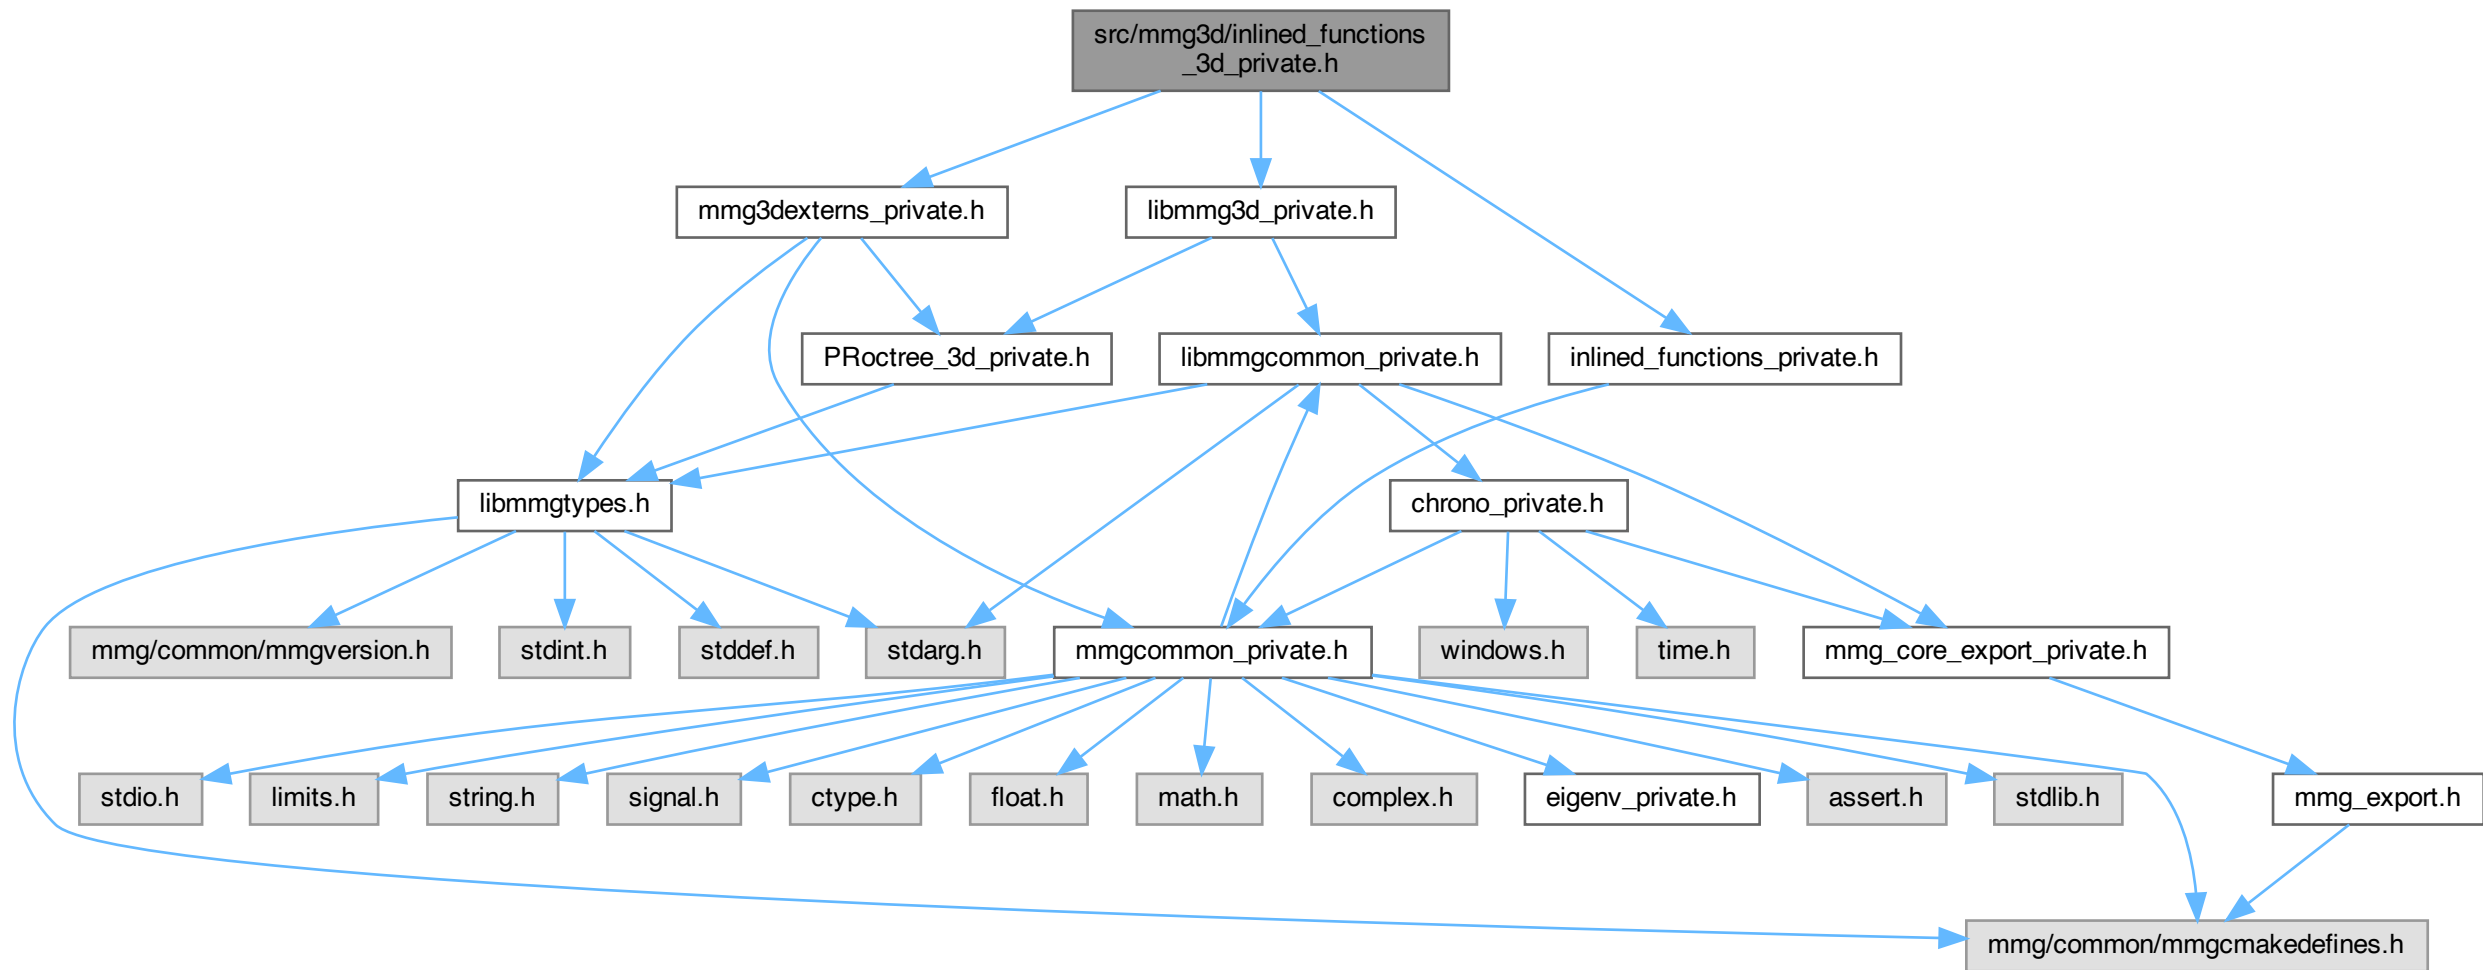 src/mmg3d/inlined_functions
_3d_private.h
mmg3dexterns_private.h
libmmg3d_private.h
PRoctree_3d_private.h
libmmgcommon_private.h
inlined_functions_private.h
libmmgtypes.h
chrono_private.h
mmg/common/mmgversion.h
stdint.h
stddef.h
stdarg.h
mmgcommon_private.h
windows.h
time.h
mmg_core_export_private.h
stdio.h
limits.h
string.h
signal.h
ctype.h
float.h
math.h
complex.h
eigenv_private.h
assert.h
stdlib.h
mmg_export.h
mmg/common/mmgcmakedefines.h